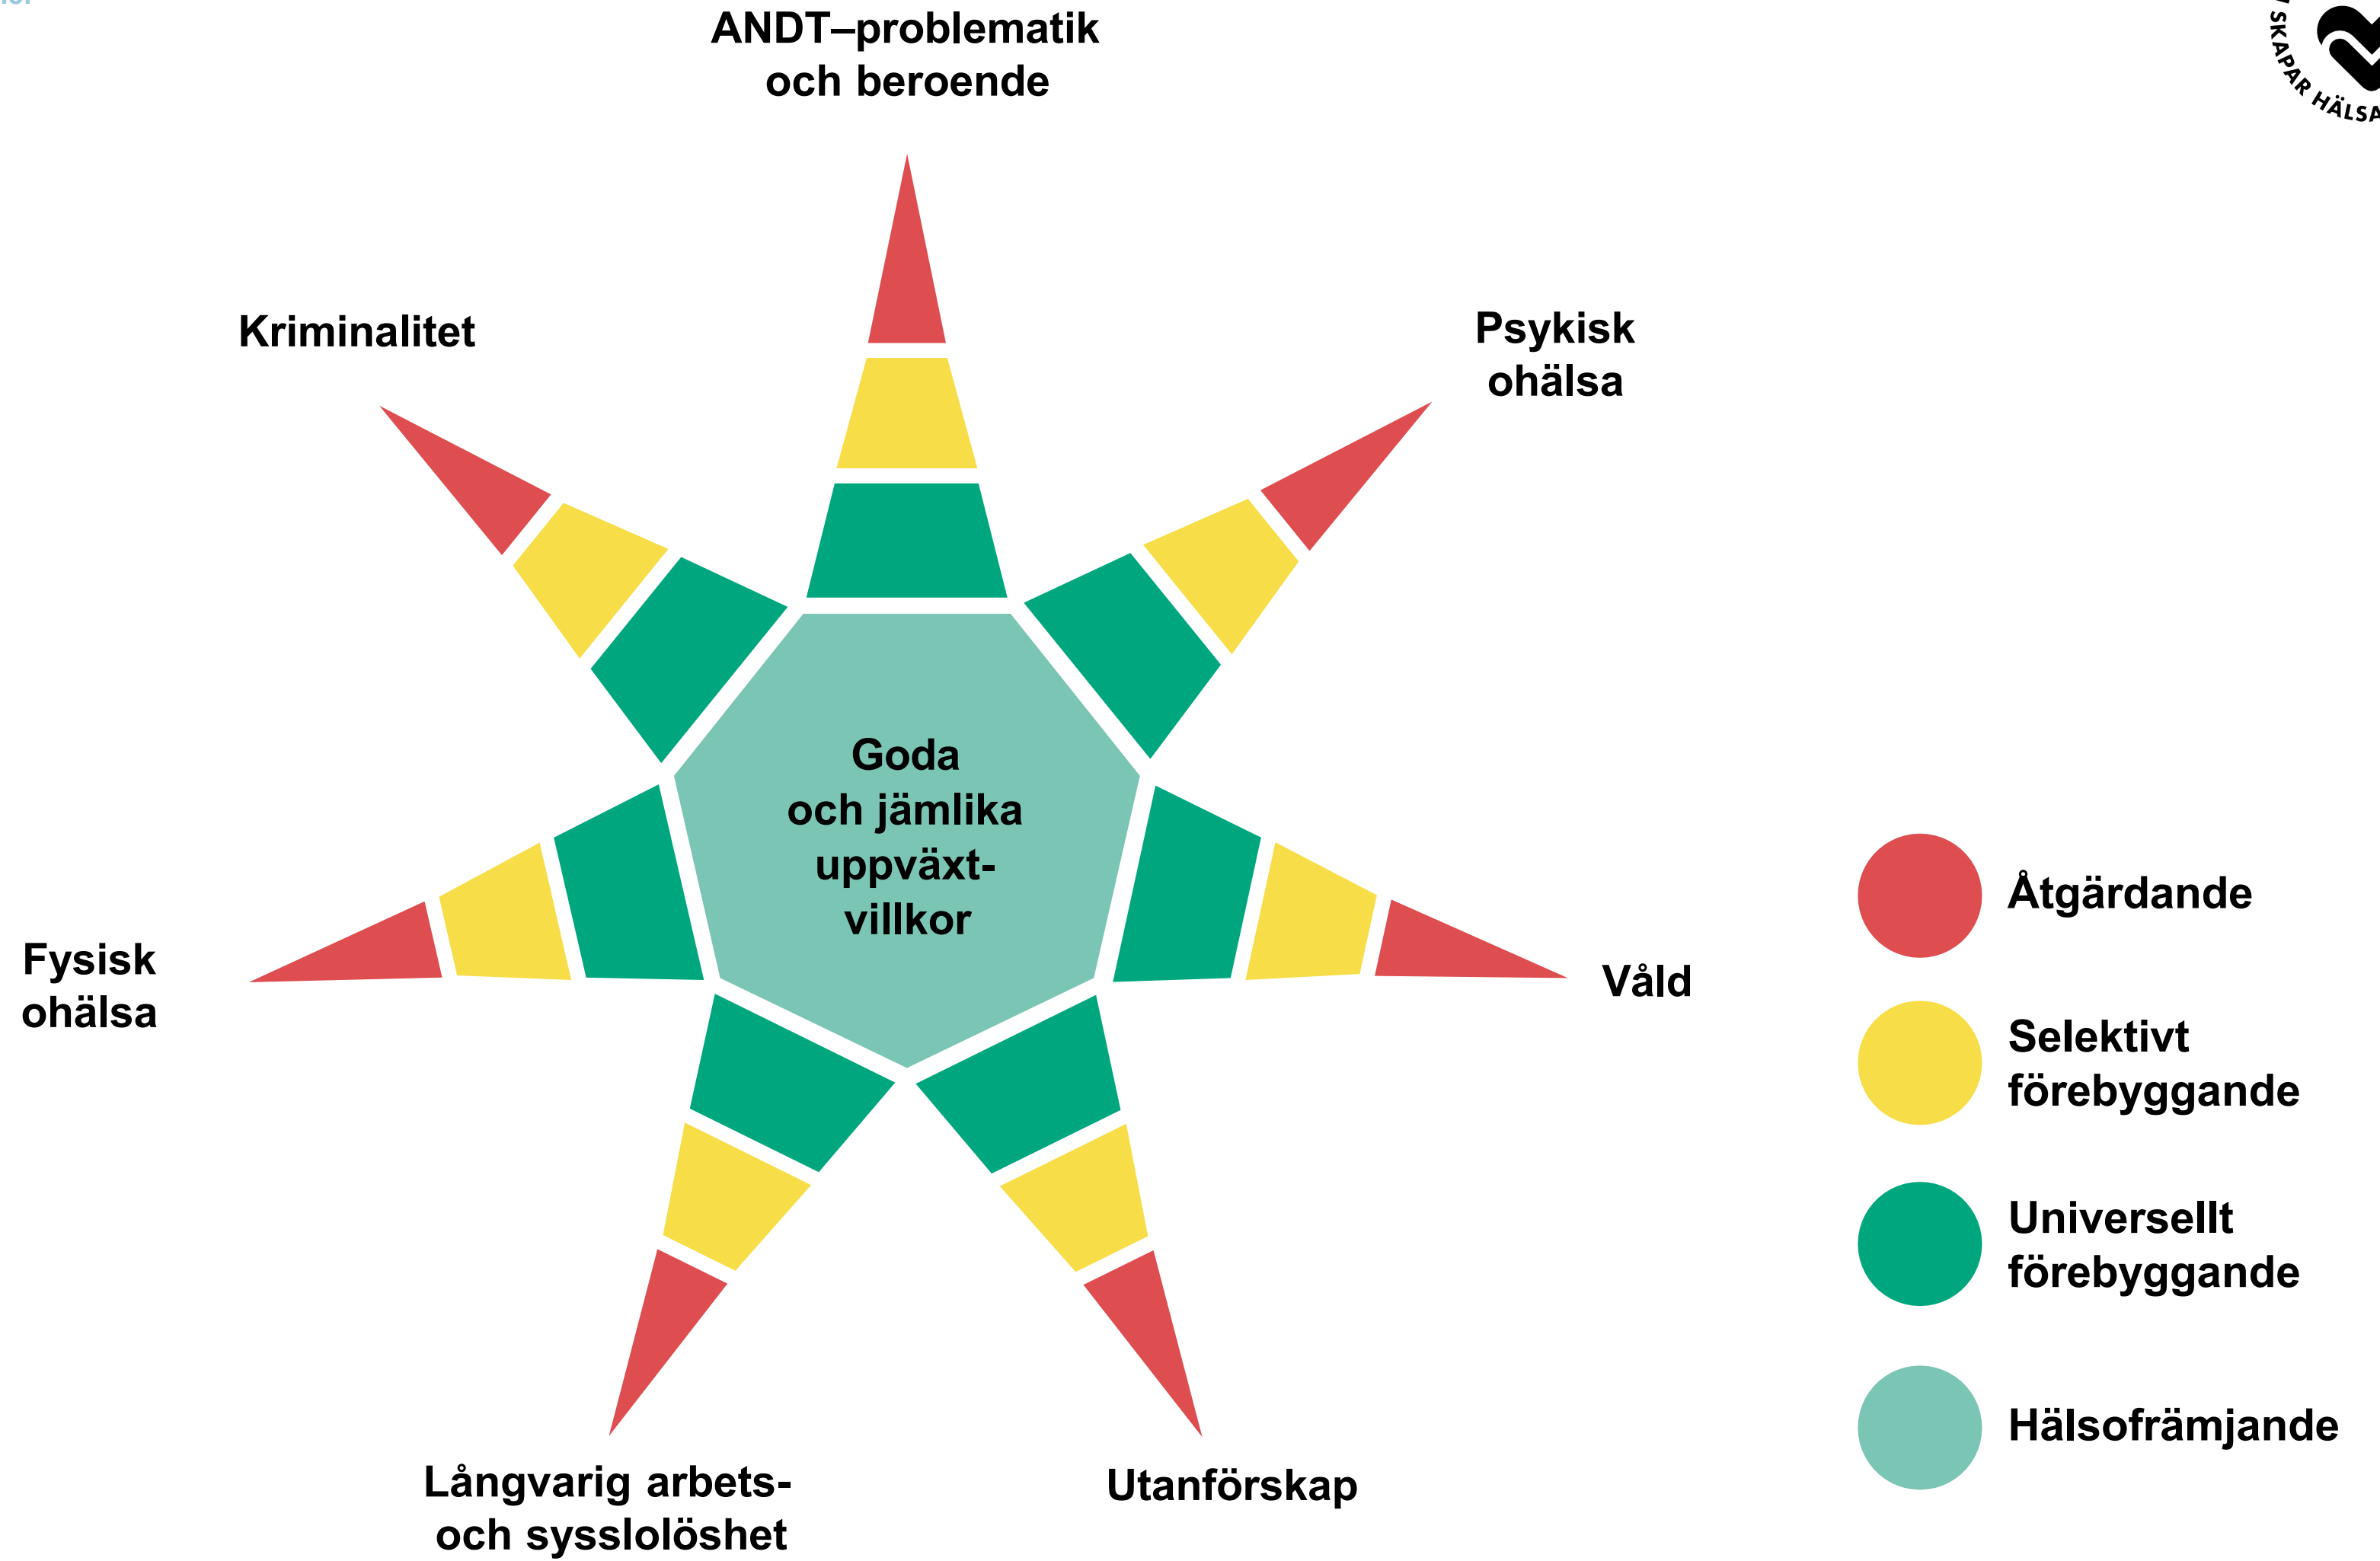 ANDT–problematik
och beroende
Kriminalitet
Psykisk
ohälsa
Goda
och jämlika
uppväxt-
villkor
Fysisk
ohälsa
Våld
Långvarig arbets-
och sysslolöshet
Utanförskap
Åtgärdande
Selektivt
förebyggande
Universellt
förebyggande
Hälsofrämjande
SKAPAR HÄLSA